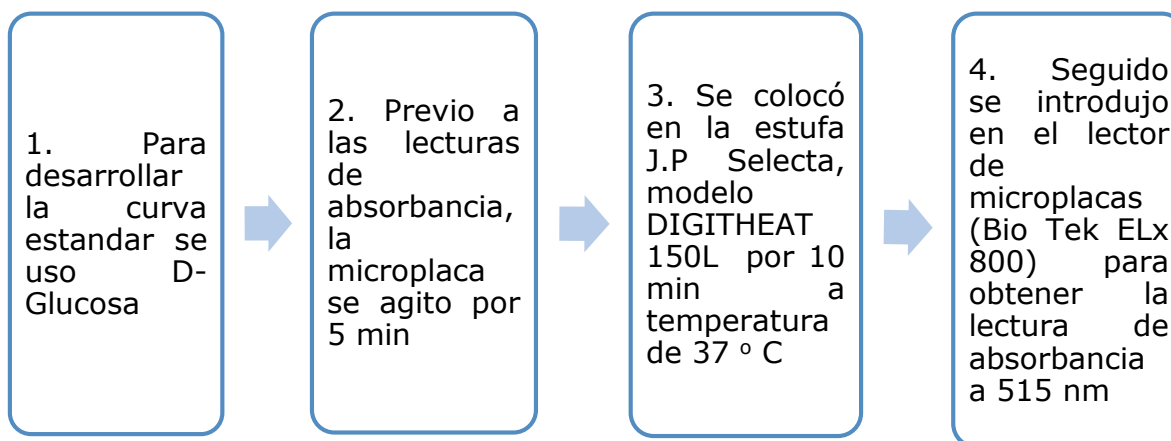 1. Para
desarrollar
la curva
estandar se
uso D-
Glucosa
2. Previo a
las lecturas
de
absorbancia,
la
microplaca
se agito por
5 min
3. Se colocó
en la estufa
J.P Selecta,
modelo
DIGITHEAT
150L por 10
min a
temperatura
de 37 º C
4. Seguido
se introdujo
en el lector
de
microplacas
(Bio Tek ELx
800) para
obtener la
lectura de
absorbancia
a 515 nm